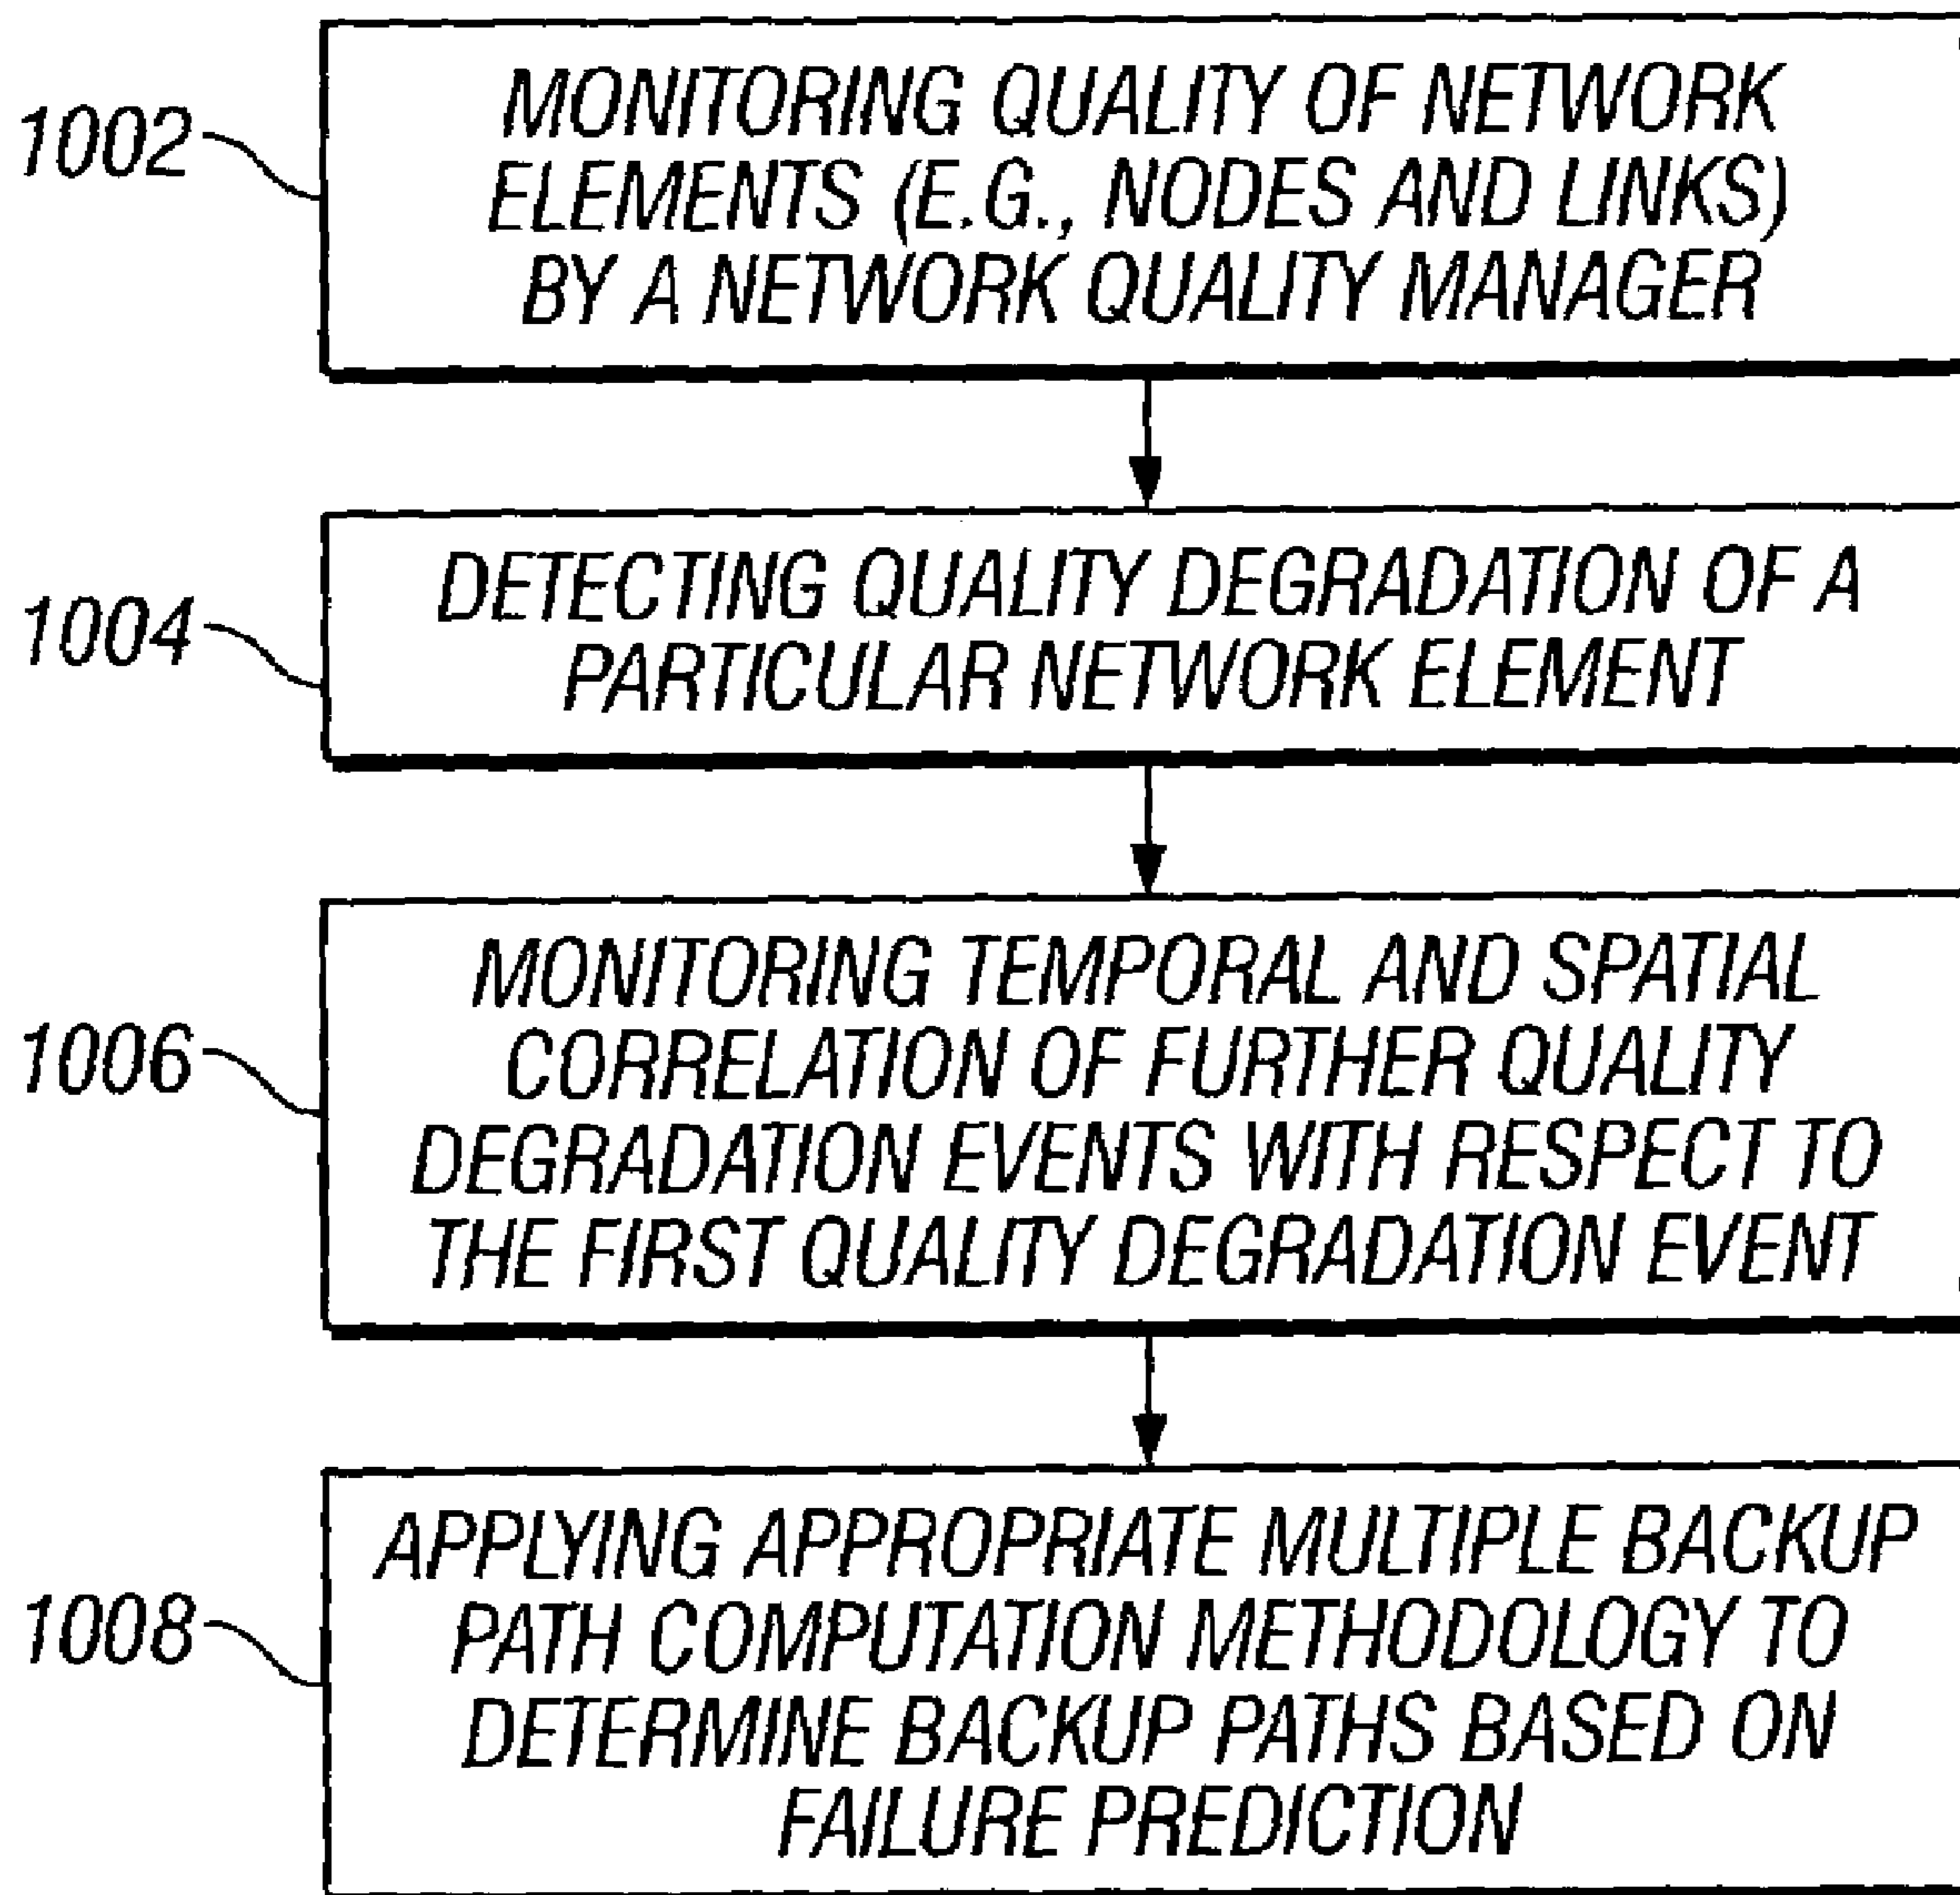 1002
MONITORING QUALITY OF NETWORK
ELEMENTS (E.G., NODES AND LINKS)
BY A NETWORK QUALITY MANAGER
1004
DETECTING QUALITY DEGRADATION OF A
PARTICULAR NETWORK ELEMENT
1006
MONITORING TEMPORAL AND SPATIAL
CORRELATION OF FURTHER QUALITY
DEGRADATION EVENTS WITH RESPECT TO
THE FIRST QUALITY DEGRADATION EVENT
1008
APPLYING APPROPRIATE MULTIPLE BACKUP
PATH COMPUTATION METHODOLOGY TO
DETERMINE BACKUP PATHS BASED ON
FAILURE PREDICTION